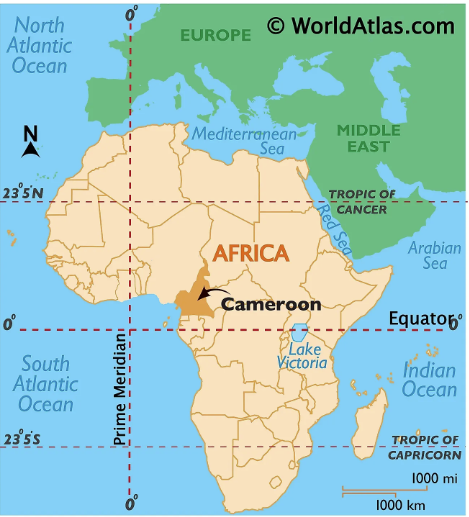 0°
© WorldAtlas.com
North
Atlantic
Ocean
EUROPE
N
Mediterranean
Sea
MIDDLE
EAST
23°5N
TROPIC OF
CANCER
Red Sea
Arabian
Sea
AFRICA
Cameroon
Equator
0°
0°
Lake
Victoria
South
Atlantic
Ocean
Prime Meridian
Indian
Ocean
23°5S
TROPIC OF
CAPRICORN
1000 mi
1000 km
0°